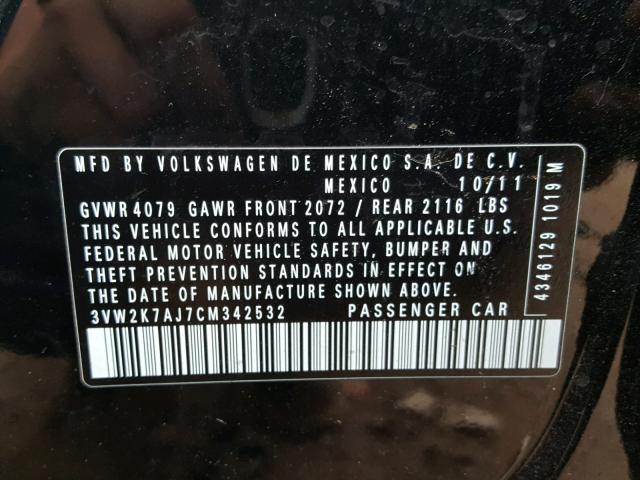 MFD BY VOLKSWAGEN DE MEXICO S.A. DE C.V.
MEXICO 10/11
GVWR 4079 GAWR FRONT 2072 / REAR 2116 LBS
THIS VEHICLE CONFORMS TO ALL APPLICABLE U.S.
FEDERAL MOTOR VEHICLE SAFETY, BUMPER AND
THEFT PREVENTION STANDARDS IN EFFECT ON
THE DATE OF MANUFACTURE SHOWN ABOVE.
3VW2K7AJ7CM342532 PASSENGER CAR
4346129 1019 M